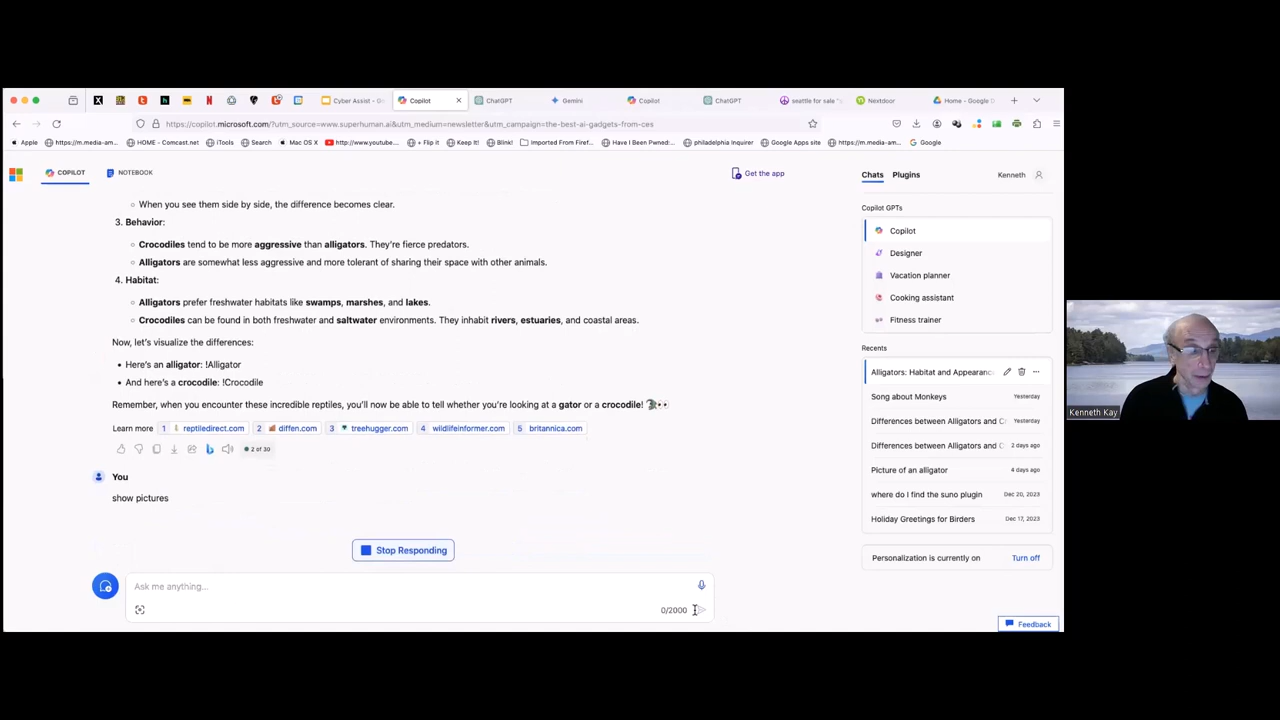 Cyber Assist - G
Copilot
ChatGPT
Gemini
Copilot
ChatGPT
seattle for sale "
Nextdoor
Home - Google D
https://copilot.microsoft.com/?utm_source=www.superhuman.ai&utm_medium=newsletter&utm_campaign=the-best-ai-gadgets-from-ces
Apple
https://m.media-am...
HOME - Comcast.net
iTools
Search
Mac OS X
http://www.youtube....
+ Flip it
Keep It!
Blink!
Imported From Firef...
Have I Been Pwned:...
philadelphia Inquirer
Google Apps site
https://m.media-am...
Google
COPILOT
NOTEBOOK
Get the app
When you see them side by side, the difference becomes clear.
3. Behavior:
Crocodiles tend to be more aggressive than alligators. They're fierce predators.
Alligators are somewhat less aggressive and more tolerant of sharing their space with other animals.
4. Habitat:
Alligators prefer freshwater habitats like swamps, marshes, and lakes.
Crocodiles can be found in both freshwater and saltwater environments. They inhabit rivers, estuaries, and coastal areas.
Now, let's visualize the differences:
Here's an alligator: !Alligator
And here's a crocodile: !Crocodile
Remember, when you encounter these incredible reptiles, you'll now be able to tell whether you're looking at a gator or a crocodile! 🐊👀
Learn more 1 reptiledirect.com 2 diffen.com 3 treehugger.com 4 wildlifeinformer.com 5 britannica.com
2 of 30
You
show pictures
Stop Responding
Ask me anything...
0/2000
Chats Plugins
Kenneth
Copilot GPTs
Copilot
Designer
Vacation planner
Cooking assistant
Fitness trainer
Recents
Alligators: Habitat and Appearanc
Song about Monkeys Yesterday
Differences between Alligators and Cr Yesterday
Differences between Alligators and C 2 days ago
Picture of an alligator 4 days ago
where do I find the suno plugin Dec 20, 2023
Holiday Greetings for Birders Dec 17, 2023
Personalization is currently on Turn off
Feedback
Kenneth Kay